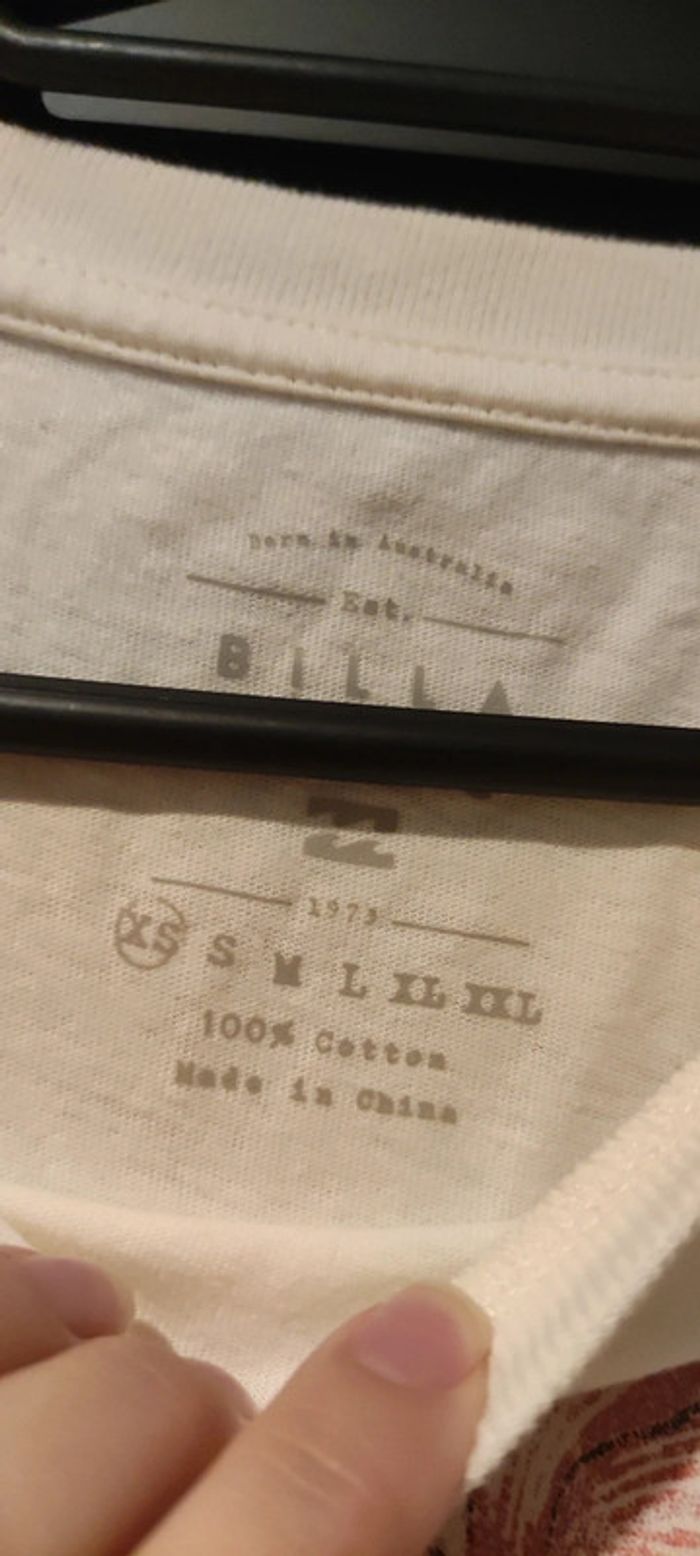 Born in Australia
Est.
BILLA
1973
XS S M L XL XXL
100% Cotton
Made in China